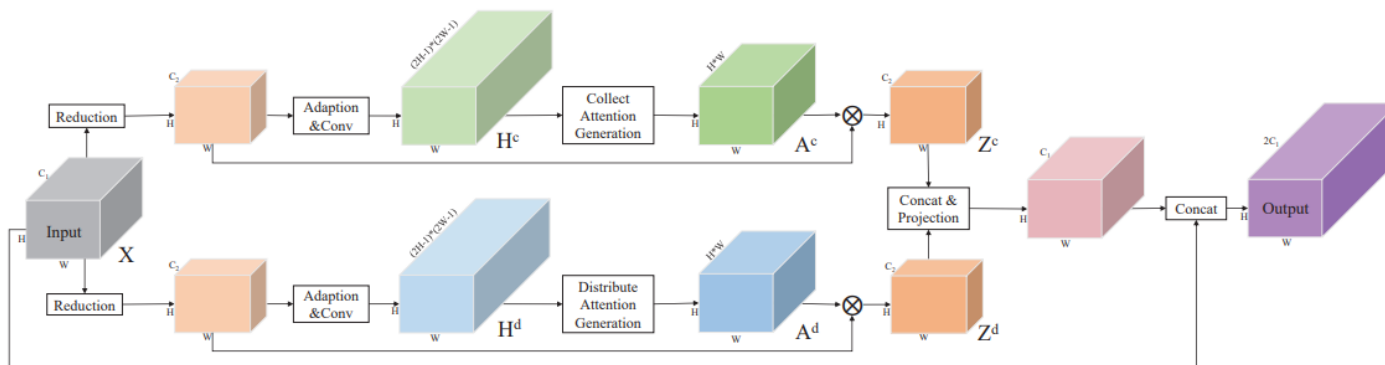 C₂
(2H-1)*(2W-1)
H*W
C₂
Reduction
H
W
Adaption
&Conv
H
W
Hᶜ
Collect
Attention
Generation
H
W
Aᶜ
H
W
Zᶜ
C₁
Input
H
W
X
Concat &
Projection
C₁
H
W
Concat
2C₁
Output
H
W
C₂
(2H-1)*(2W-1)
H*W
C₂
Reduction
H
W
Adaption
&Conv
H
W
Hᵈ
Distribute
Attention
Generation
H
W
Aᵈ
H
W
Zᵈ